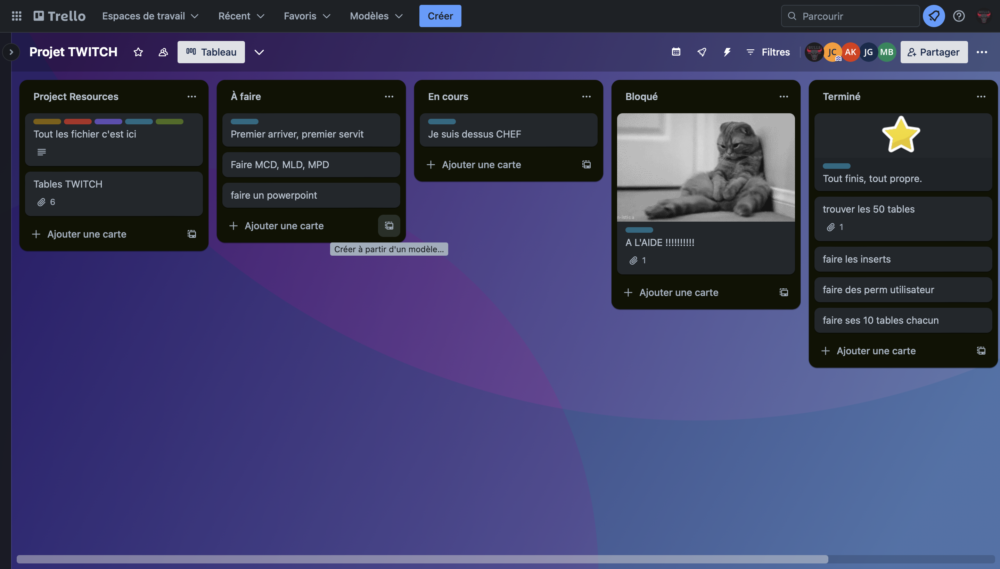 Trello
Espaces de travail
Récent
Favoris
Modèles
Créer
Parcourir
Projet TWITCH
Tableau
Filtres
BULLS
JC
AK
JG
MB
Partager
Project Resources
Tout les fichier c'est ici
Tables TWITCH
6
Ajouter une carte
À faire
Premier arriver, premier servit
Faire MCD, MLD, MPD
faire un powerpoint
Ajouter une carte
Créer à partir d'un modèle...
En cours
Je suis dessus CHEF
Ajouter une carte
Bloqué
n-istica
A L'AIDE !!!!!!!!!!
1
Ajouter une carte
Terminé
Tout finis, tout propre.
trouver les 50 tables
1
faire les inserts
faire des perm utilisateur
faire ses 10 tables chacun
Ajouter une carte